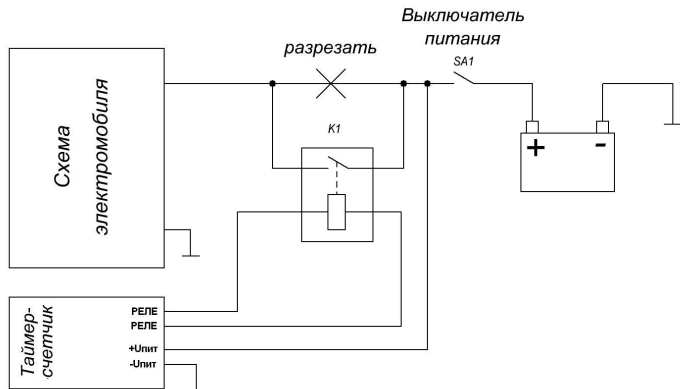 Выключатель
питания
разрезать
SA1
K1
+ -
Схема
электромобиля
Таймер-
счетчик
РЕЛЕ
РЕЛЕ
+Uпит
-Uпит